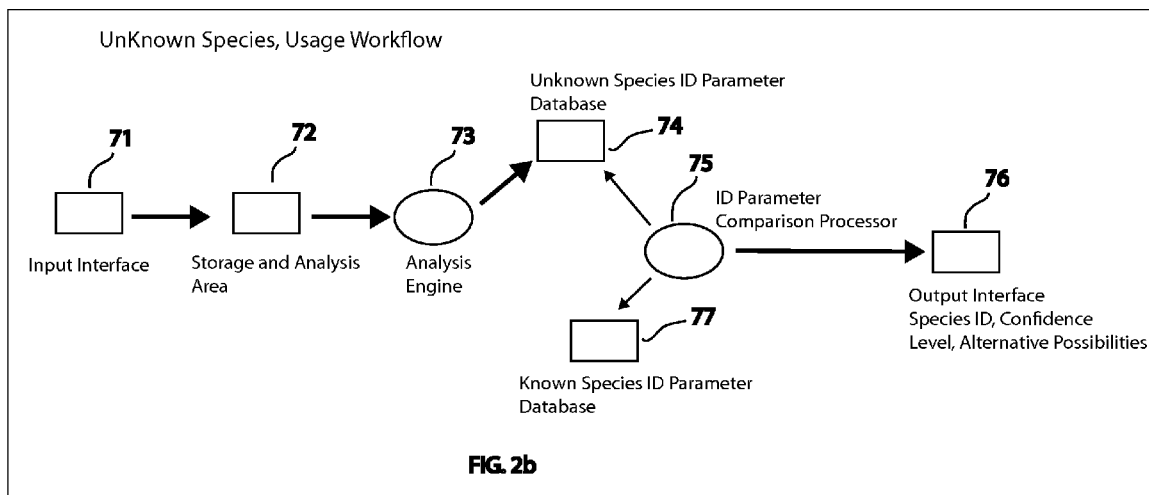 UnKnown Species, Usage Workflow
Unknown Species ID Parameter
Database
71
72
73
74
75
76
ID Parameter
Comparison Processor
Input Interface
Storage and Analysis
Area
Analysis
Engine
Output Interface
Species ID, Confidence
Level, Alternative Possibilities
77
Known Species ID Parameter
Database
FIG. 2b